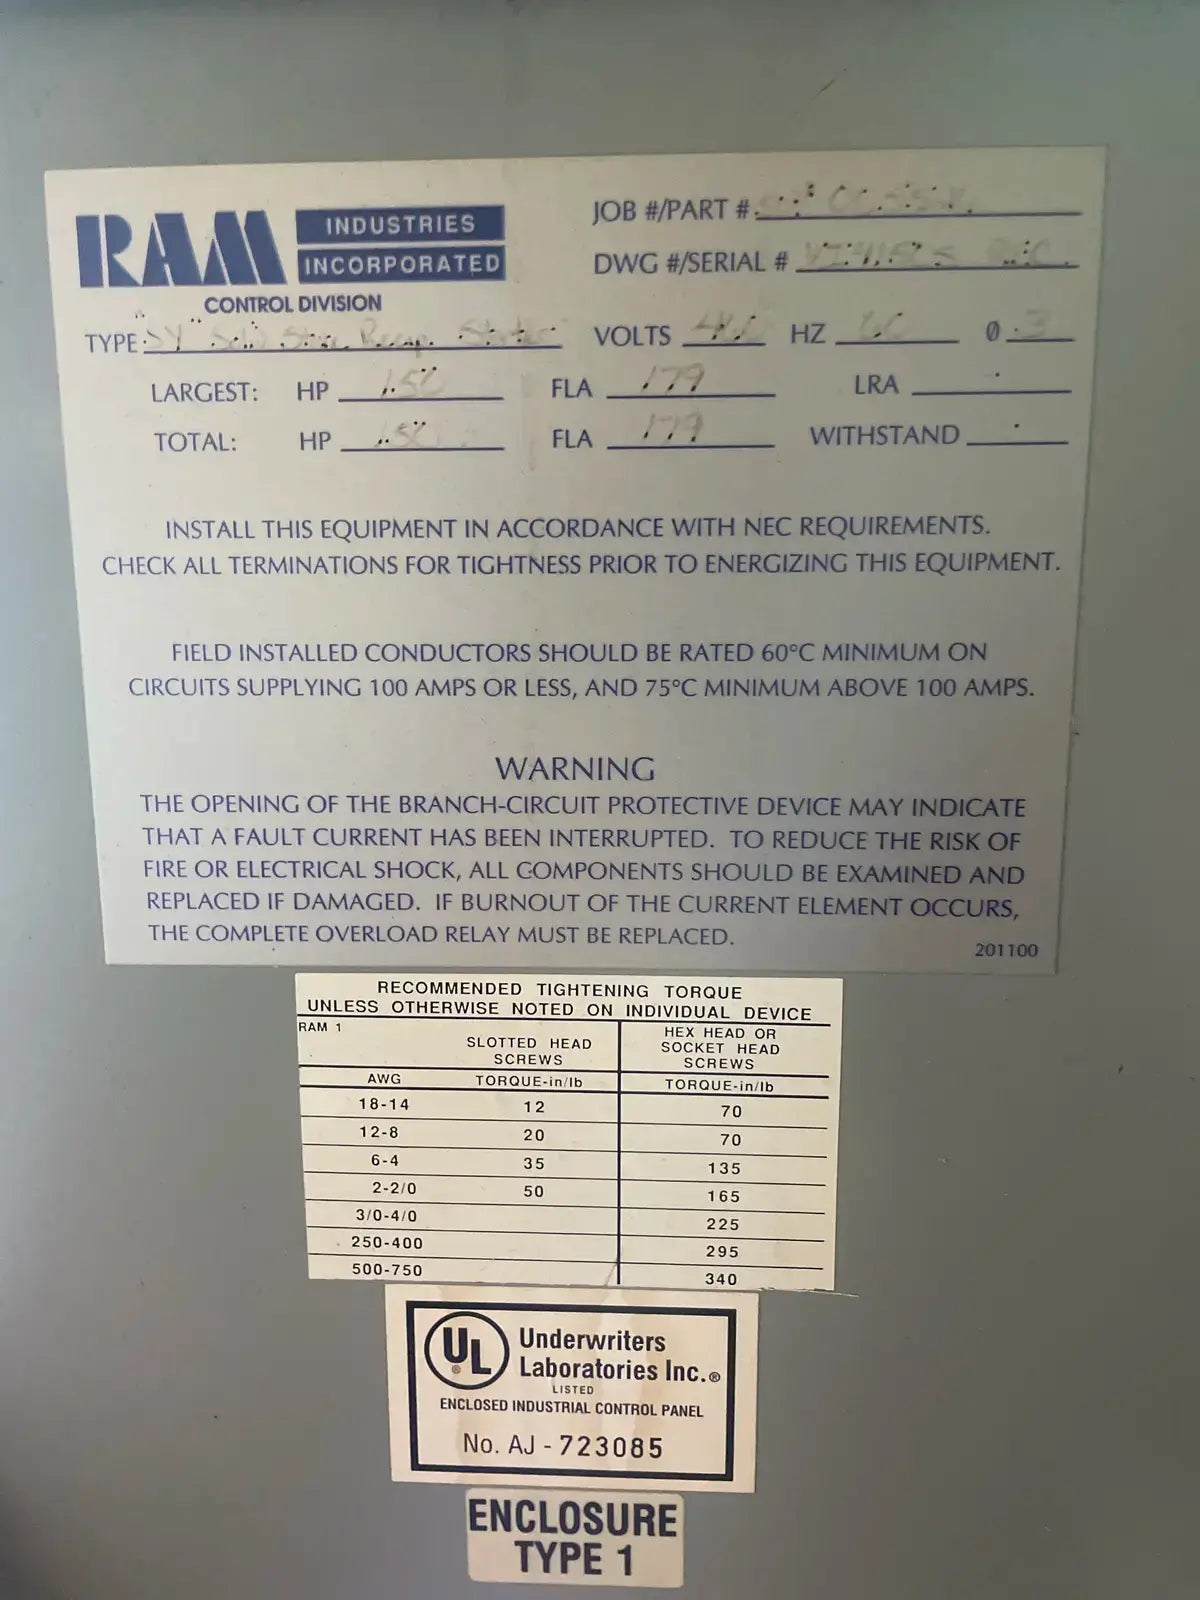 RAM INDUSTRIES
INCORPORATED
CONTROL DIVISION
JOB #/PART #
DWG #/SERIAL #
TYPE VOLTS HZ 60 Ø 3
LARGEST: HP 150 FLA 179 LRA
TOTAL: HP 150 FLA 179 WITHSTAND
INSTALL THIS EQUIPMENT IN ACCORDANCE WITH NEC REQUIREMENTS.
CHECK ALL TERMINATIONS FOR TIGHTNESS PRIOR TO ENERGIZING THIS EQUIPMENT.
FIELD INSTALLED CONDUCTORS SHOULD BE RATED 60°C MINIMUM ON
CIRCUITS SUPPLYING 100 AMPS OR LESS, AND 75°C MINIMUM ABOVE 100 AMPS.
WARNING
THE OPENING OF THE BRANCH-CIRCUIT PROTECTIVE DEVICE MAY INDICATE
THAT A FAULT CURRENT HAS BEEN INTERRUPTED. TO REDUCE THE RISK OF
FIRE OR ELECTRICAL SHOCK, ALL COMPONENTS SHOULD BE EXAMINED AND
REPLACED IF DAMAGED. IF BURNOUT OF THE CURRENT ELEMENT OCCURS,
THE COMPLETE OVERLOAD RELAY MUST BE REPLACED.
201100
RECOMMENDED TIGHTENING TORQUE
UNLESS OTHERWISE NOTED ON INDIVIDUAL DEVICE
RAM 1
SLOTTED HEAD
SCREWS
HEX HEAD OR
SOCKET HEAD
SCREWS
AWG TORQUE-in/lb TORQUE-in/lb
18-14 12 70
12-8 20 70
6-4 35 135
2-2/0 50 165
3/0-4/0 225
250-400 295
500-750 340
UL Underwriters
Laboratories Inc.®
LISTED
ENCLOSED INDUSTRIAL CONTROL PANEL
No. AJ - 723085
ENCLOSURE
TYPE 1